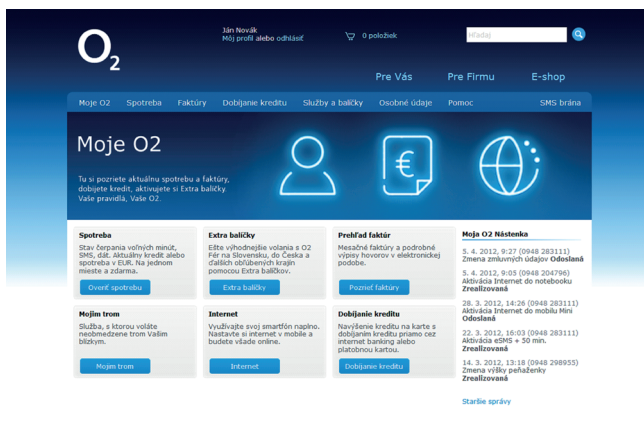 O2
Ján Novák
Môj profil alebo odhlásiť
0 položiek
Hľadaj
Pre Vás Pre Firmu E-shop
Moje O2 Spotreba Faktúry Dobíjanie kreditu Služby a balíčky Osobné údaje Pomoc SMS brána
Moje O2
Tu si pozriete aktuálnu spotrebu a faktúry,
dobijete kredit, aktivujete si Extra balíčky.
Vaše pravidlá, Vaše O2.
€
Spotreba
Stav čerpania voľných minút,
SMS, dát. Aktuálny kredit alebo
spotreba v EUR. Na jednom
mieste a zdarma.
Overiť spotrebu
Extra balíčky
Ešte výhodnejšie volania s O2
Fér na Slovensku, do Česka a
ďalších obľúbených krajín
pomocou Extra balíčkov.
Extra balíčky
Prehľad faktúr
Mesačné faktúry a podrobné
výpisy hovorov v elektronickej
podobe.
Pozrieť faktúry
Mojim trom
Služba, s ktorou voláte
neobmedzene trom Vašim
blízkym.
Mojim trom
Internet
Využívajte svoj smartfón naplno.
Nastavte si internet v mobile a
budete všade online.
Internet
Dobíjanie kreditu
Navýšenie kreditu na karte s
dobíjaním kreditu priamo cez
internet banking alebo
platobnou kartou.
Dobíjanie kreditu
Moja O2 Nástenka
5. 4. 2012, 9:27 (0948 283111)
Zmena zmluvných údajov Odoslaná
5. 4. 2012, 9:05 (0948 204796)
Aktivácia Internet do notebooku
Zrealizovaná
28. 3. 2012, 14:26 (0948 283111)
Aktivácia Internet do mobilu Mini
Odoslaná
22. 3. 2012, 16:03 (0948 283111)
Aktivácia eSMS + 50 min.
Zrealizovaná
14. 3. 2012, 13:18 (0948 298955)
Zmena výšky peňaženky
Zrealizovaná
Staršie správy